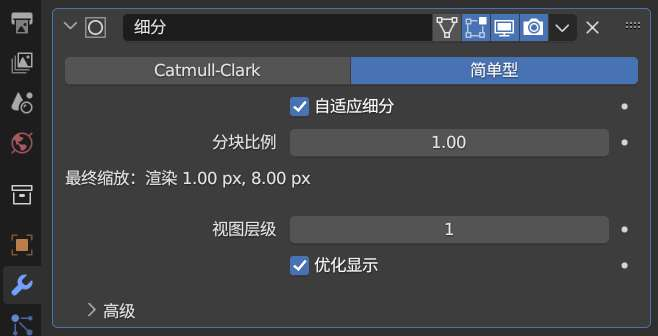 细分
Catmull-Clark 简单型
自适应细分
分块比例 1.00
最终缩放：渲染 1.00 px, 8.00 px
视图层级 1
优化显示
高级